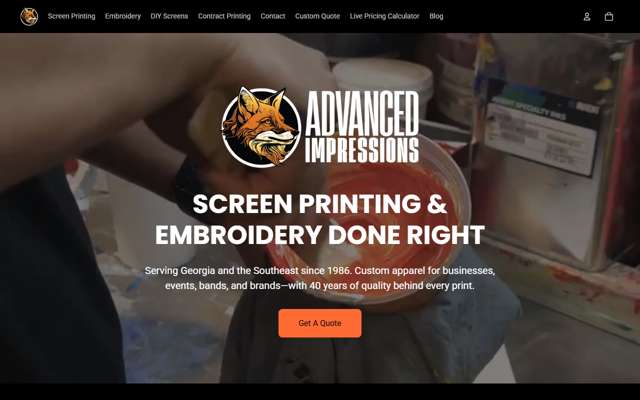 Screen Printing Embroidery DIY Screens Contract Printing Contact Custom Quote Live Pricing Calculator Blog
ADVANCED
IMPRESSIONS
SCREEN PRINTING &
EMBROIDERY DONE RIGHT
Serving Georgia and the Southeast since 1986. Custom apparel for businesses,
events, bands, and brands—with 40 years of quality behind every print.
Get A Quote